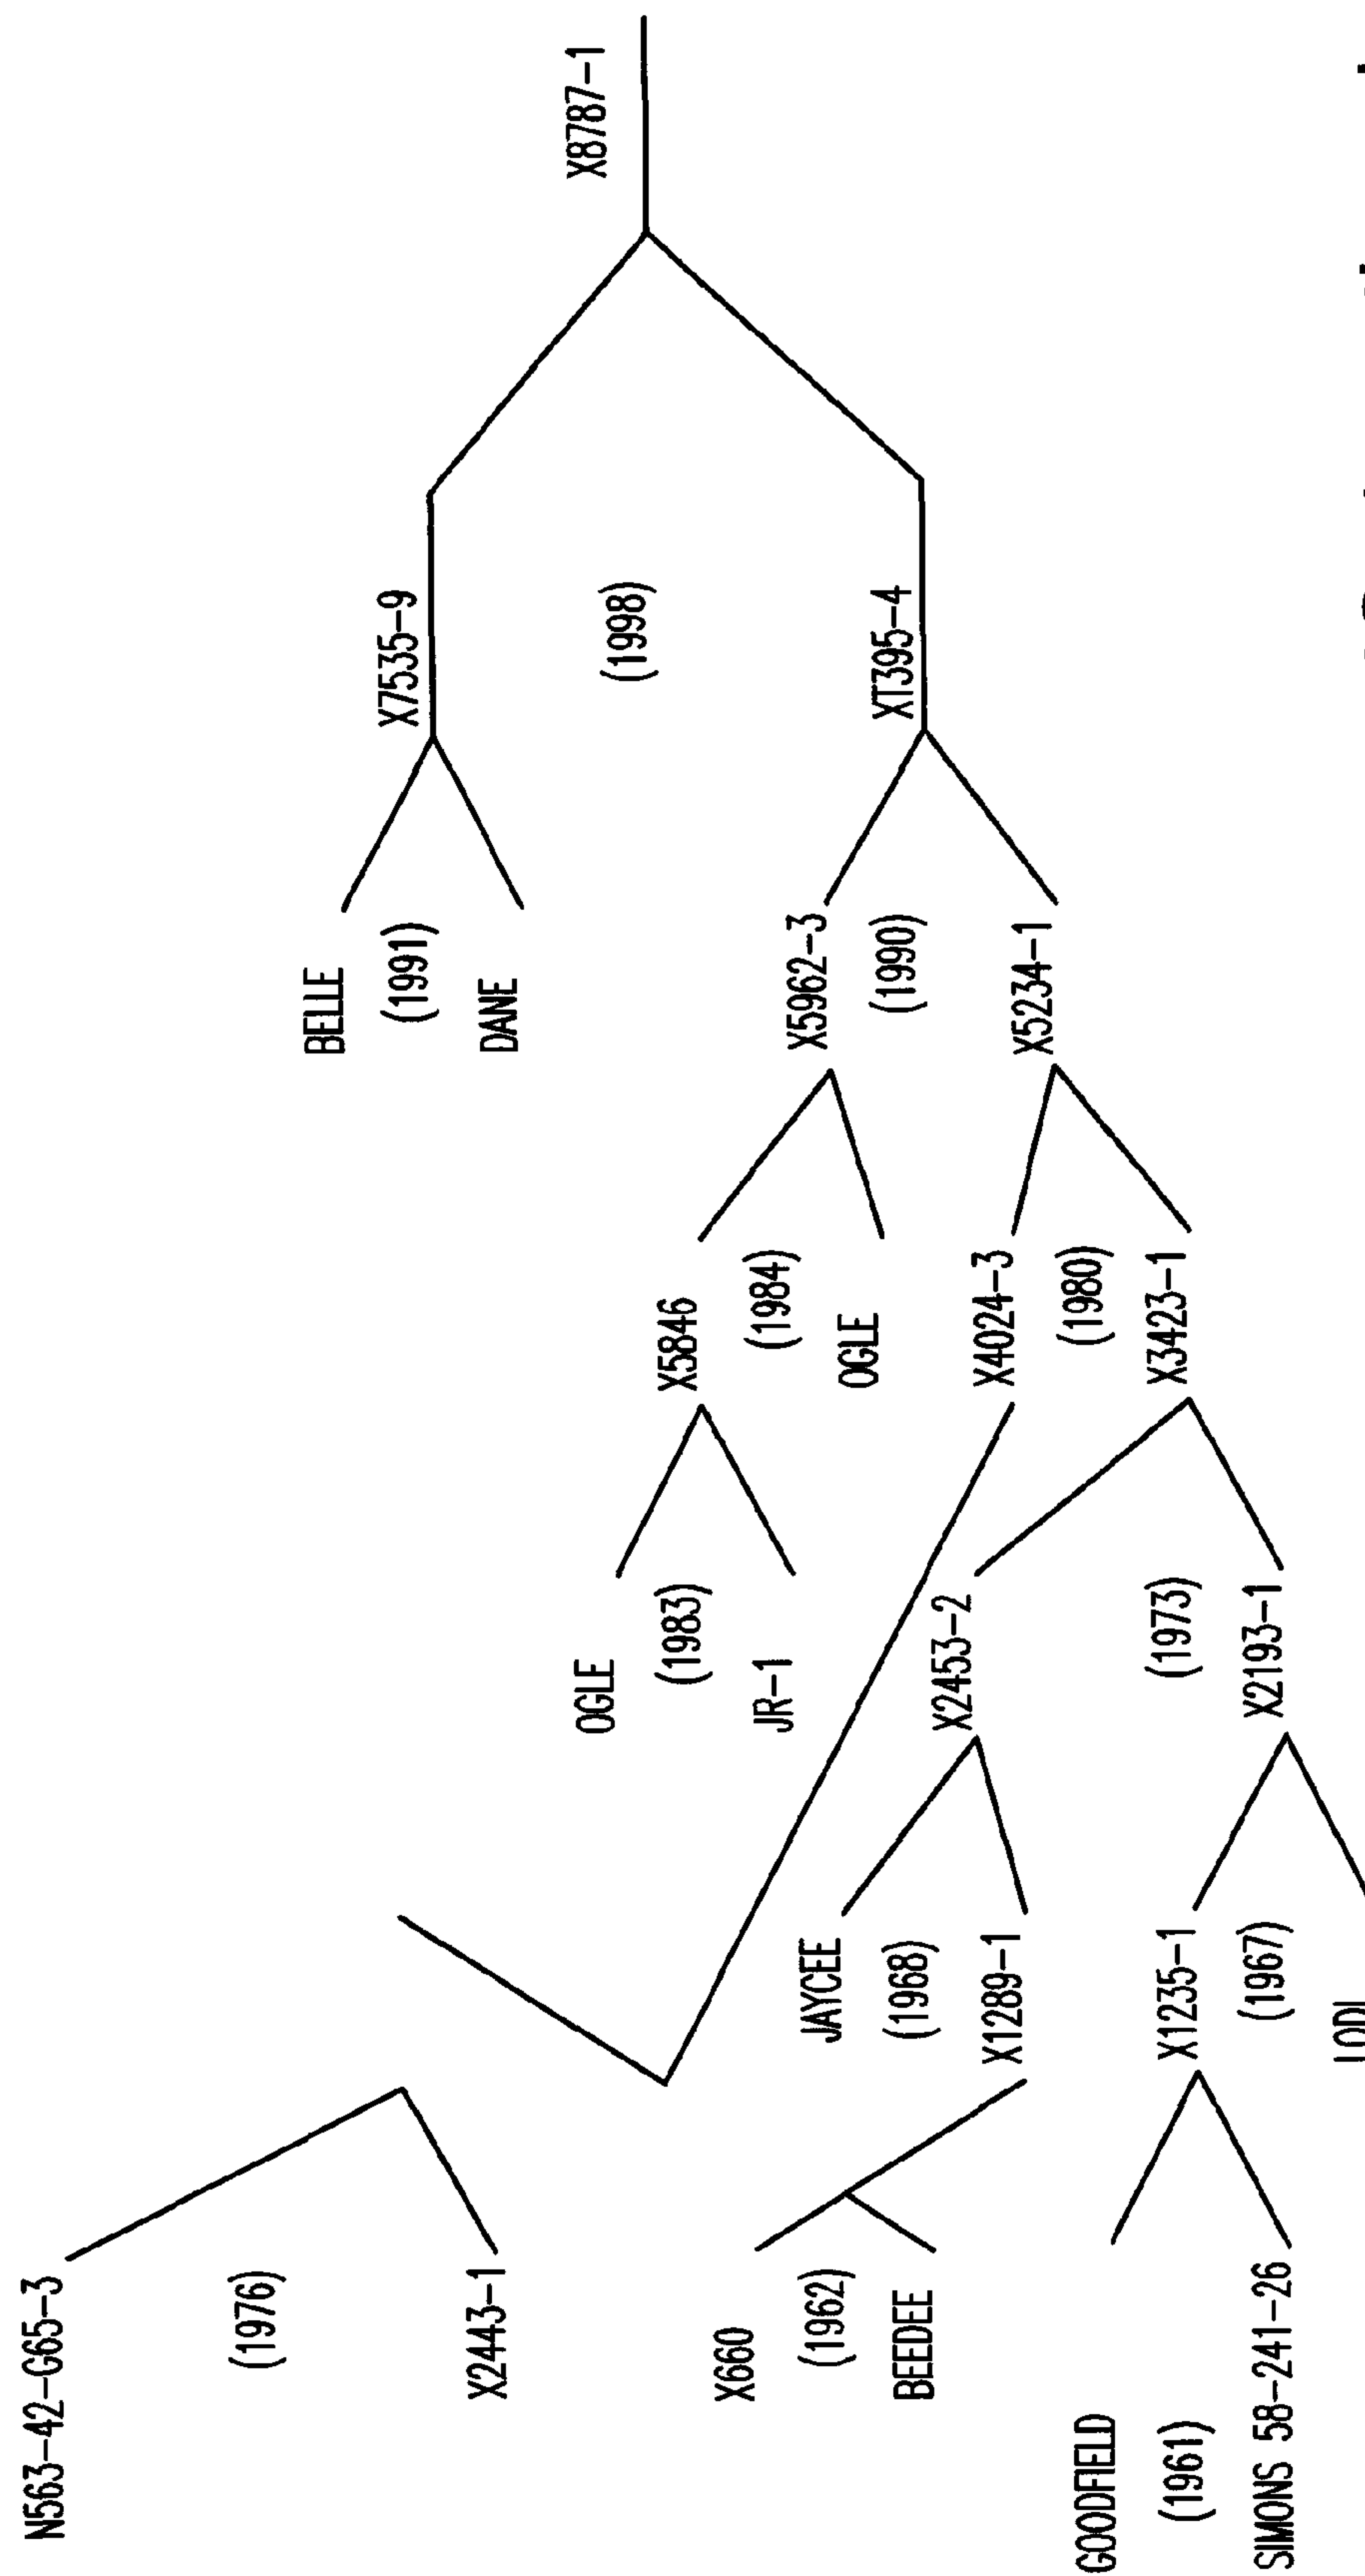 X8787-1
X7535-9
(1998)
XT395-4
BELLE
(1991)
DANE
X5962-3
(1990)
X5234-1
X5846
(1984)
OGLE
X4024-3
(1980)
X3423-1
OGLE
(1983)
JR-1
X2453-2
(1973)
X2193-1
JAYCEE
(1968)
X1289-1
X1235-1
(1967)
N563-42-G65-3
(1976)
X2443-1
X660
(1962)
BEEDEE
GOODFIELD
(1961)
SIMONS 58-241-26